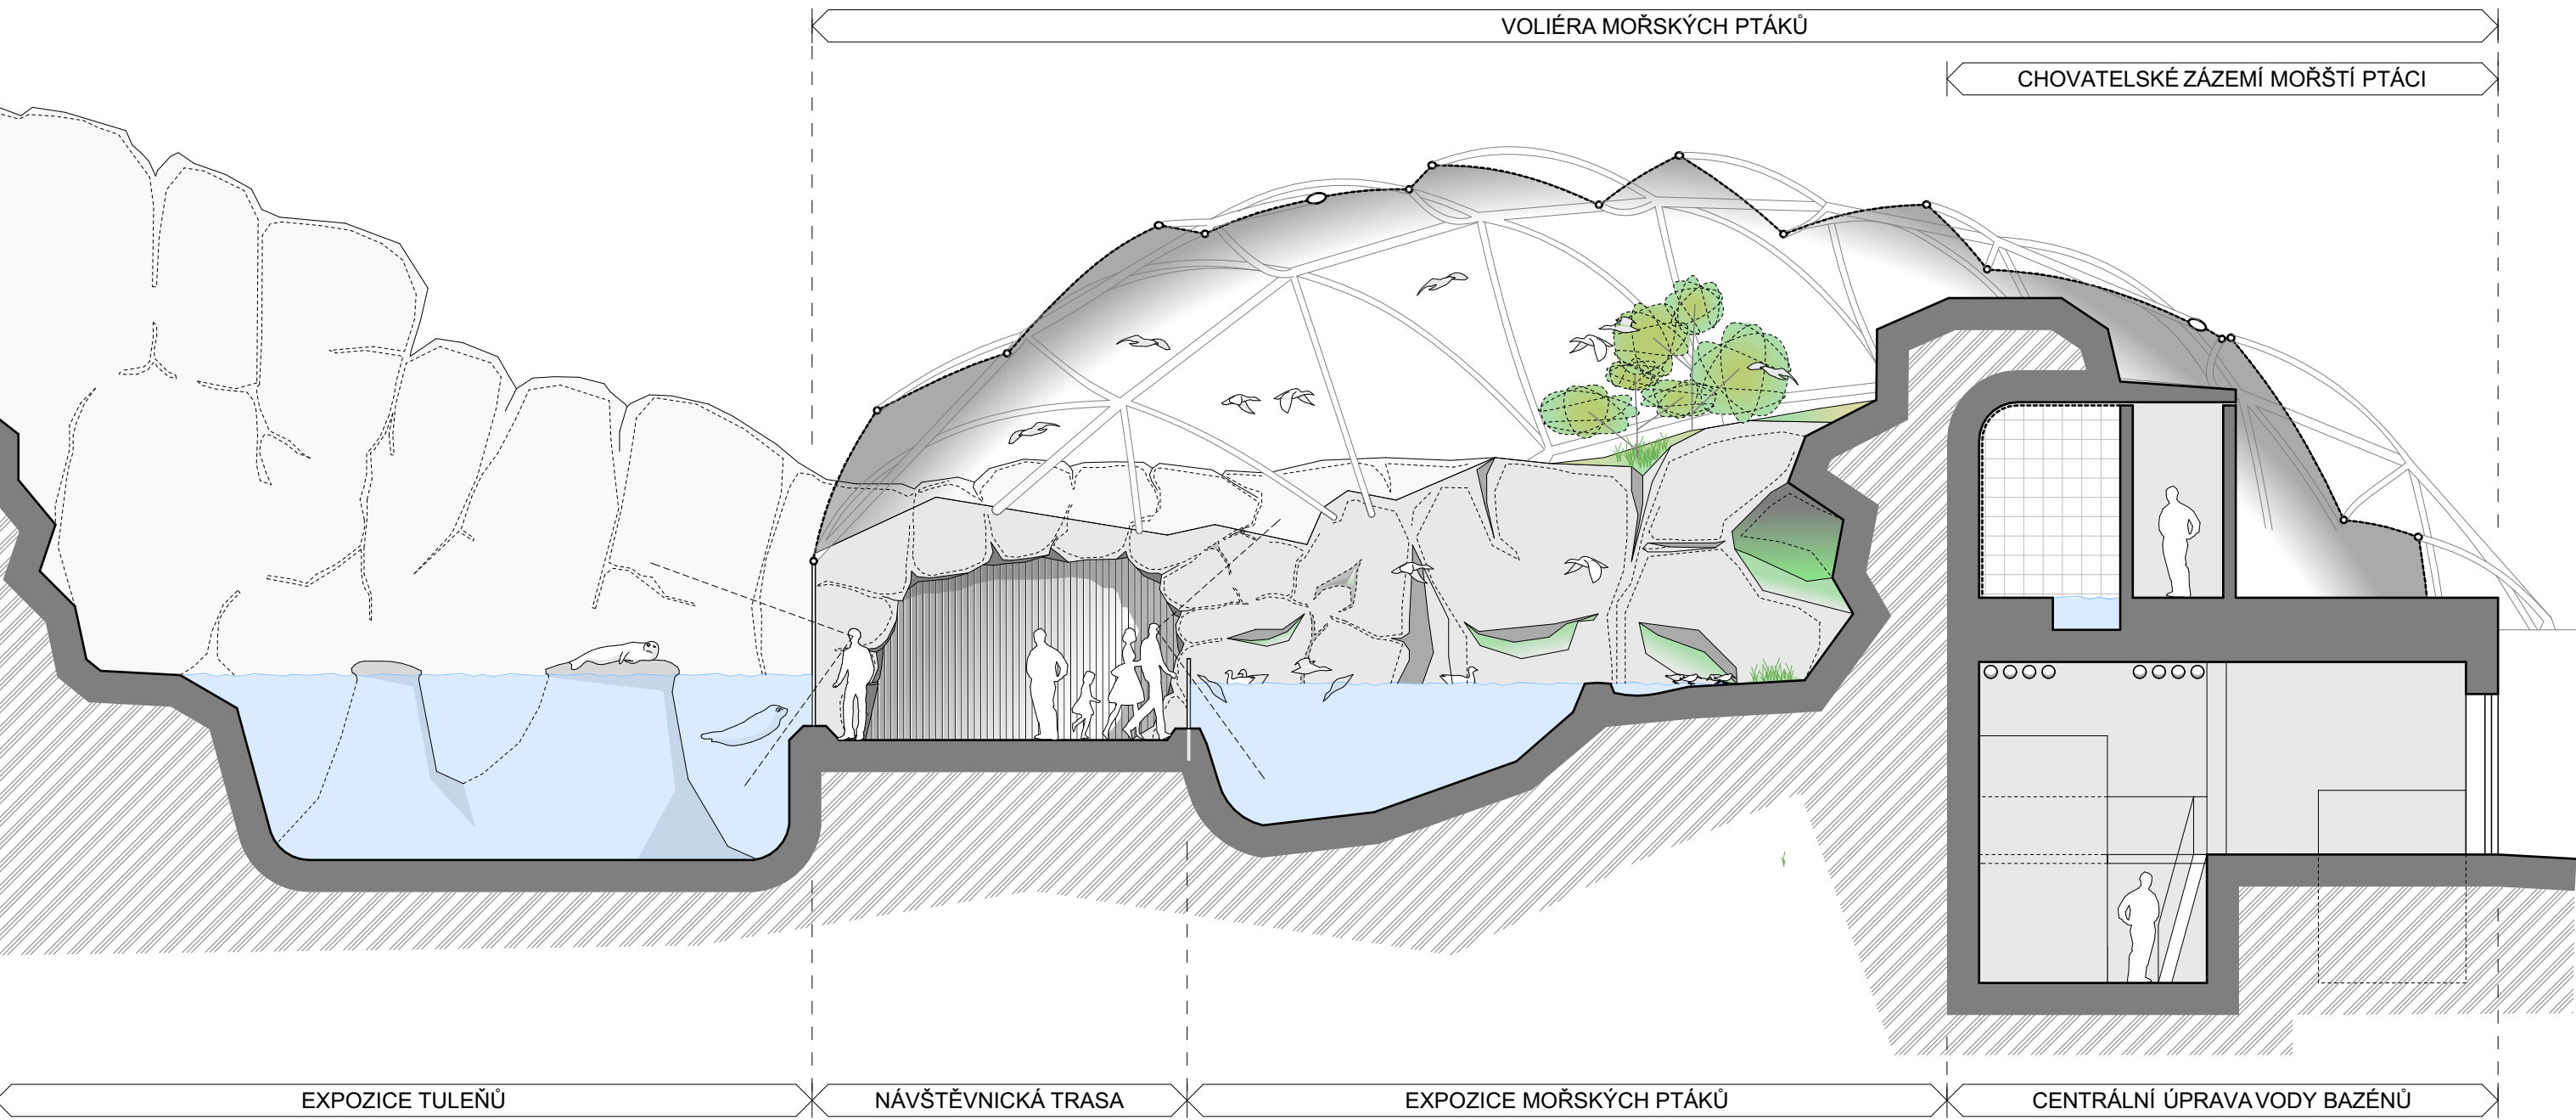 VOLIÉRA MOŘSKÝCH PTÁKŮ
CHOVATELSKÉ ZÁZEMÍ MOŘŠTÍ PTÁCI
EXPOZICE TULEŇŮ
NÁVŠTĚVNICKÁ TRASA
EXPOZICE MOŘSKÝCH PTÁKŮ
CENTRÁLNÍ ÚPRAVA VODY BAZÉNŮ